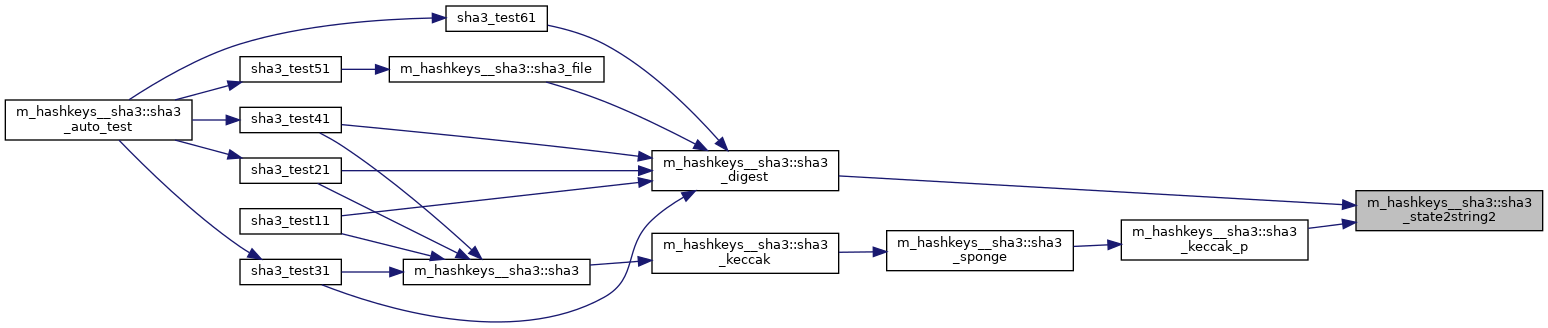 sha3_test61
sha3_test51
m_hashkeys__sha3::sha3_file
m_hashkeys__sha3::sha3
_auto_test
sha3_test41
sha3_test21
m_hashkeys__sha3::sha3
_digest
sha3_test11
m_hashkeys__sha3::sha3
_state2string2
m_hashkeys__sha3::sha3
_keccak_p
m_hashkeys__sha3::sha3
_sponge
m_hashkeys__sha3::sha3
_keccak
sha3_test31
m_hashkeys__sha3::sha3